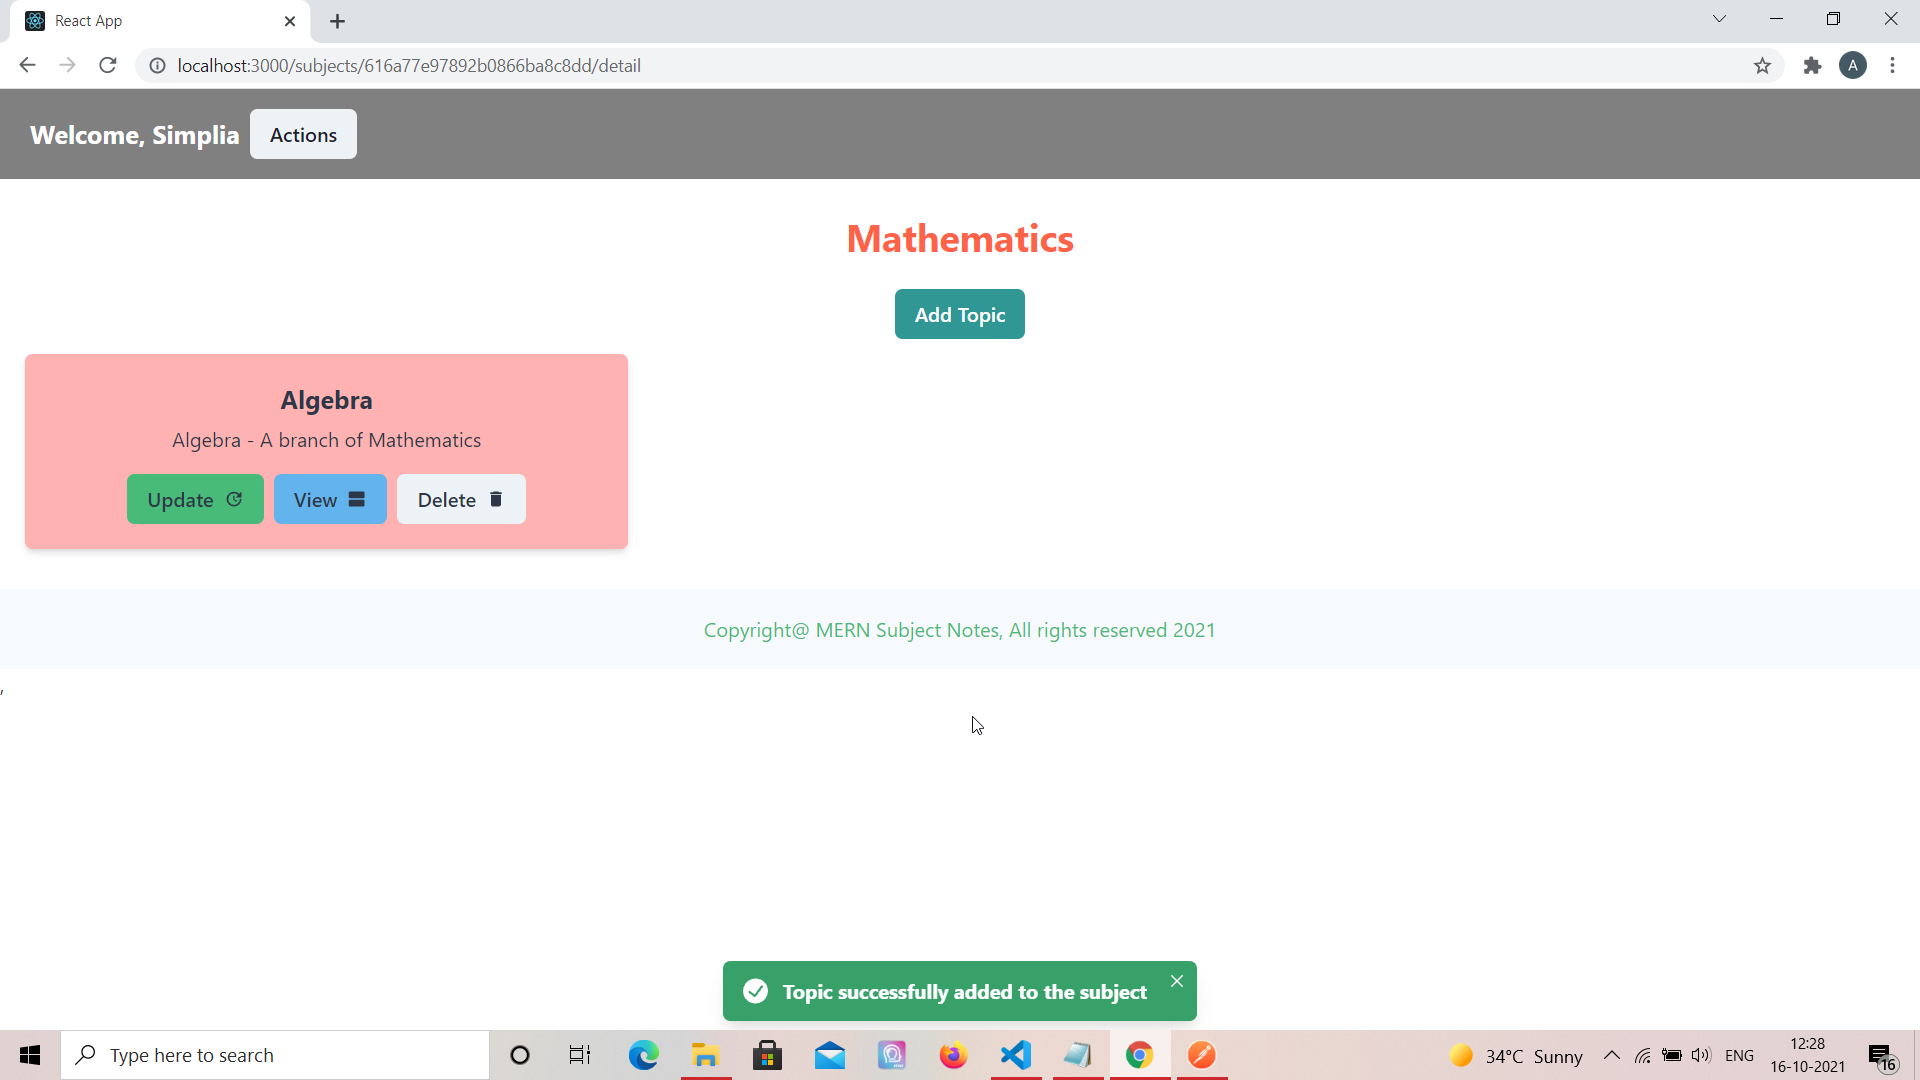 React App
localhost:3000/subjects/616a77e97892b0866ba8c8dd/detail
A
Welcome, Simplia
Actions
Mathematics
Add Topic
Algebra
Algebra - A branch of Mathematics
Update
View
Delete
Copyright@ MERN Subject Notes, All rights reserved 2021
,
Topic successfully added to the subject
Type here to search
34°C Sunny
ENG
12:28
16-10-2021
16